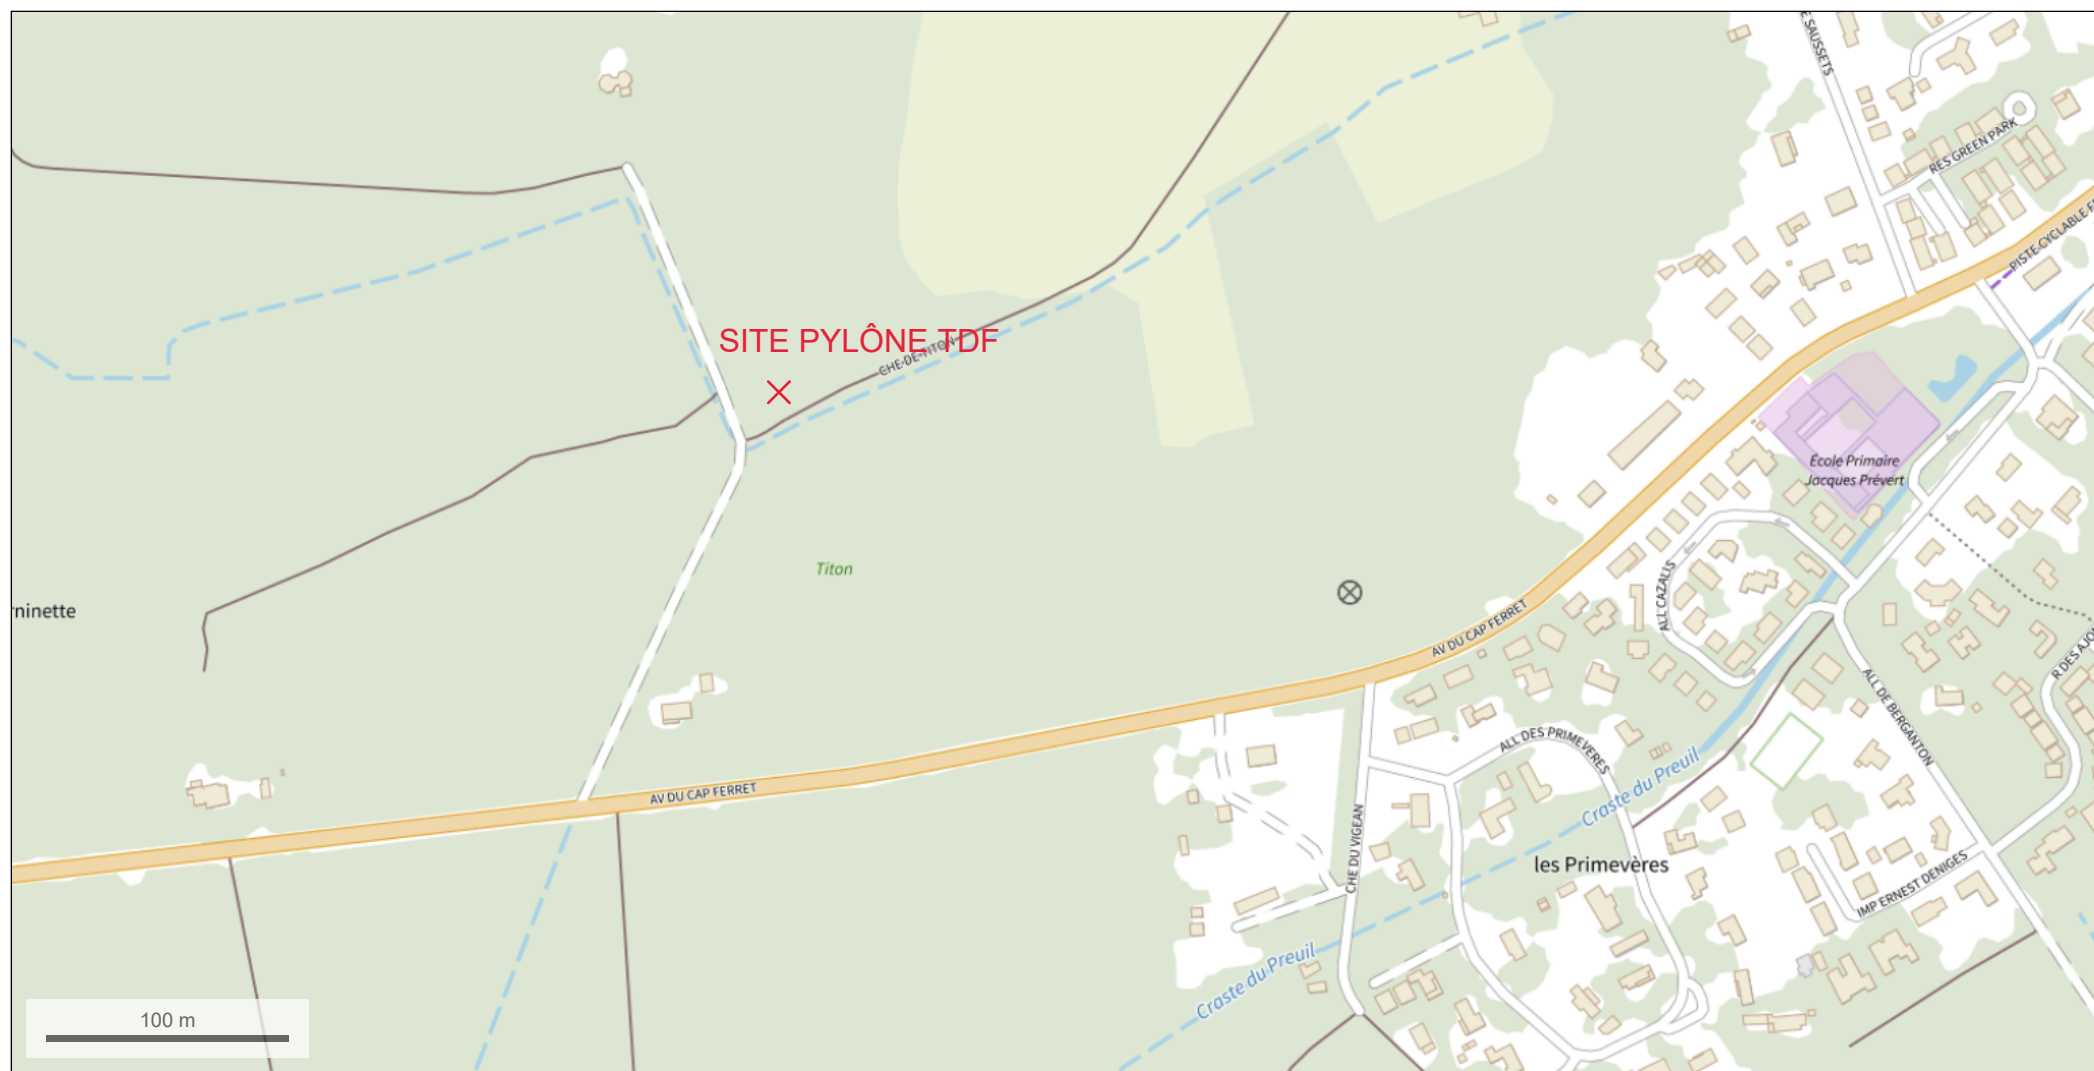 E SAUSSETS
RES GREEN PARK
PISTE CYCLABLE
SITE PYLÔNE TDF
CHE DE TITON
École Primaire
Jacques Prévert
Titon
ALL CAZALIS
AV DU CAP FERRET
R DES AJO
ninette
ALL DE BERGANTON
ALL DES PRIMEVERES
AV DU CAP FERRET
Craste du Preuil
CHE DU VIGEAN
les Primevères
IMP ERNEST DENIGES
Craste du Preuil
100 m